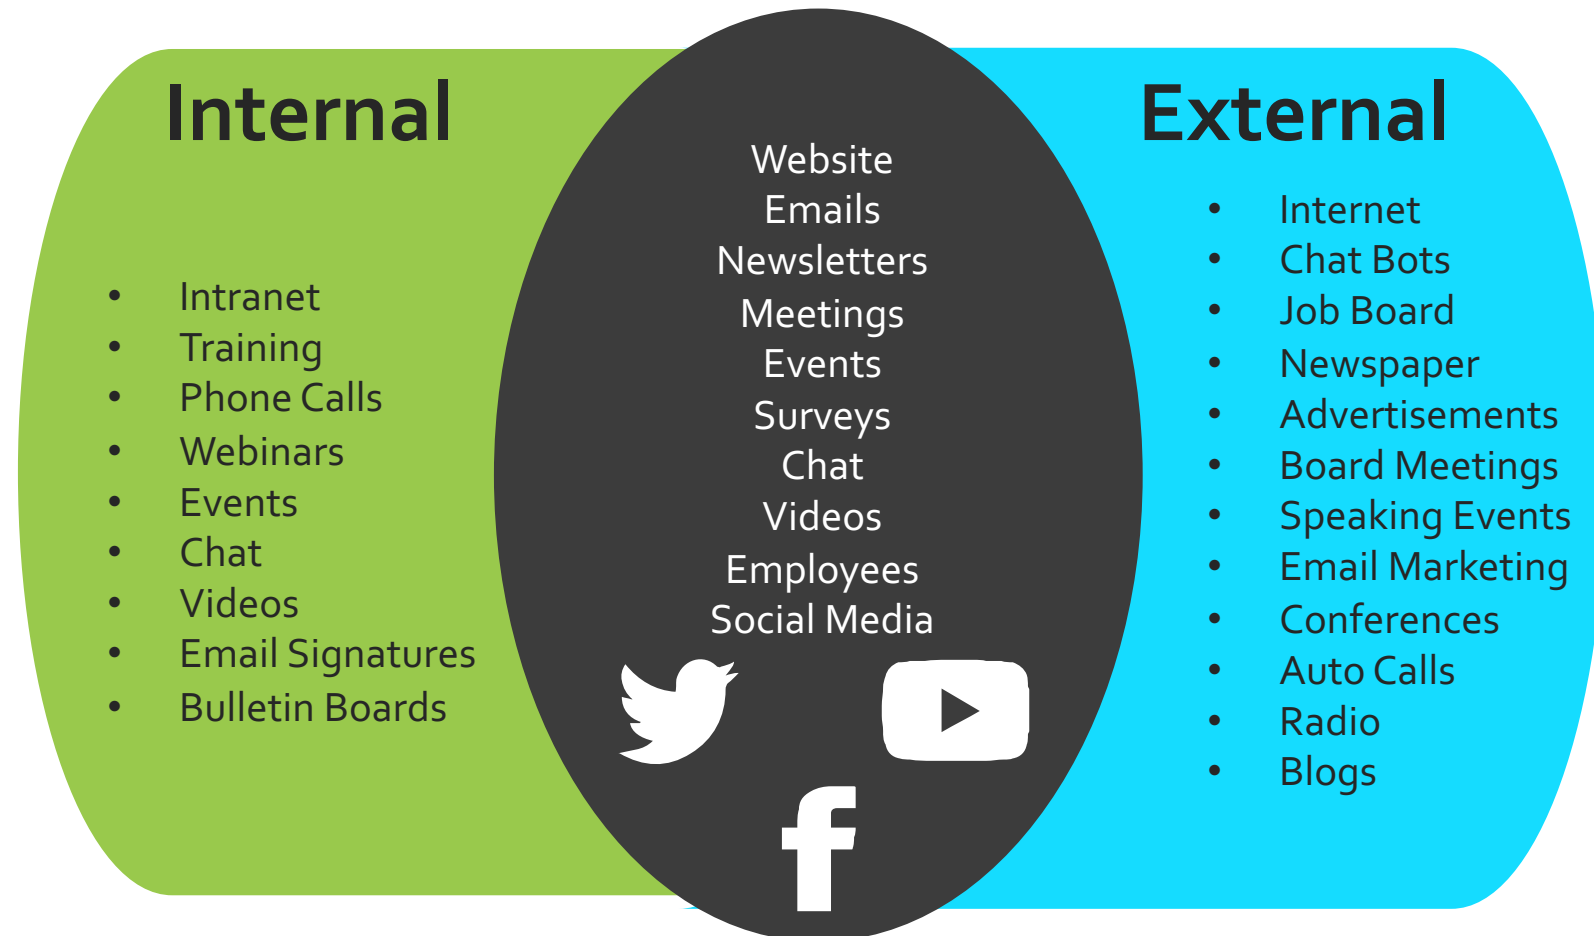 Internal
• Intranet
• Training
• Phone Calls
• Webinars
• Events
• Chat
• Videos
• Email Signatures
• Bulletin Boards
Website
Emails
Newsletters
Meetings
Events
Surveys
Chat
Videos
Employees
Social Media
External
• Internet
• Chat Bots
• Job Board
• Newspaper
• Advertisements
• Board Meetings
• Speaking Events
• Email Marketing
• Conferences
• Auto Calls
• Radio
• Blogs